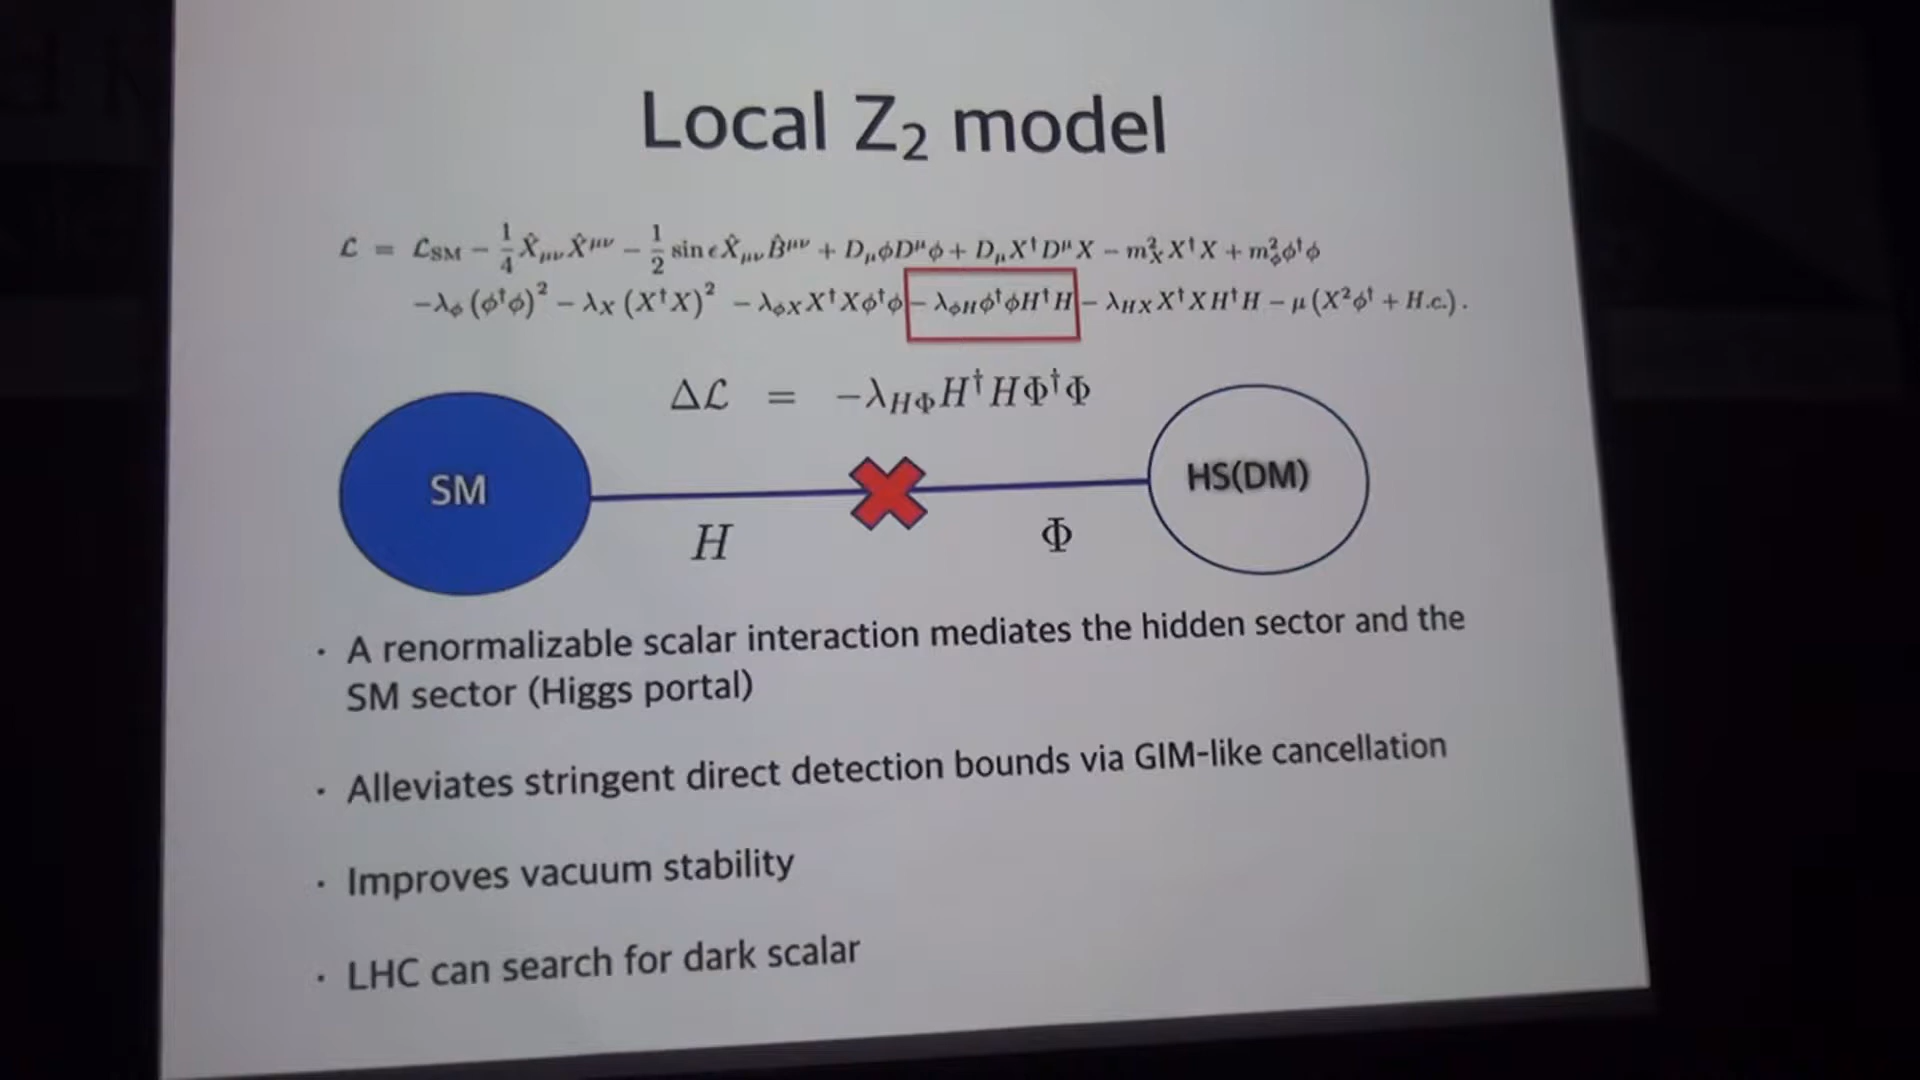 Local Z₂ model
ℒ = ℒ_SM − 1/4 X̂_μν X̂^μν − 1/2 sin ϵ X̂_μν B̂^μν + D_μϕD^μϕ + D_μX†D^μX − m²_X X†X + m²_ϕ ϕ†ϕ
−λ_ϕ (ϕ†ϕ)² − λ_X (X†X)² − λ_ϕX X†Xϕ†ϕ − λ_ϕH ϕ†ϕH†H − λ_HX X†XH†H − μ (X²ϕ† + H.c.) .
Δℒ = −λ_HΦ H†HΦ†Φ
SM
HS(DM)
H
Φ
· A renormalizable scalar interaction mediates the hidden sector and the
SM sector (Higgs portal)
· Alleviates stringent direct detection bounds via GIM-like cancellation
· Improves vacuum stability
· LHC can search for dark scalar